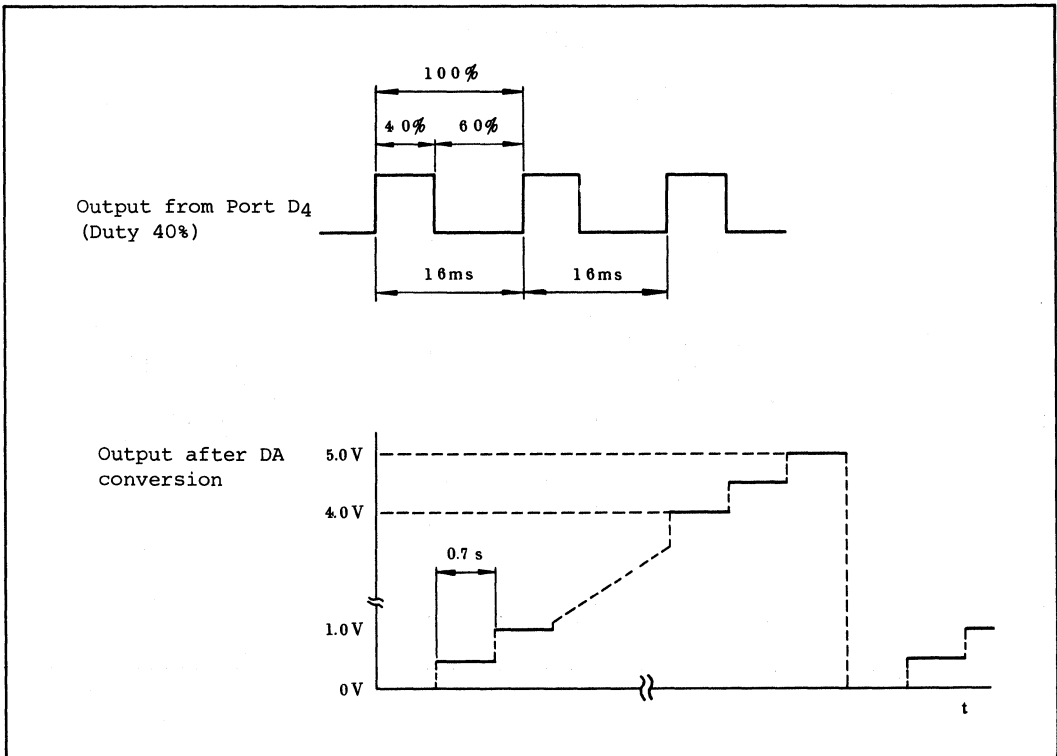 100%
40% 60%
Output from Port D4
(Duty 40%)
16ms 16ms
Output after DA
conversion
5.0V
4.0V
0.7 s
1.0V
0V
t